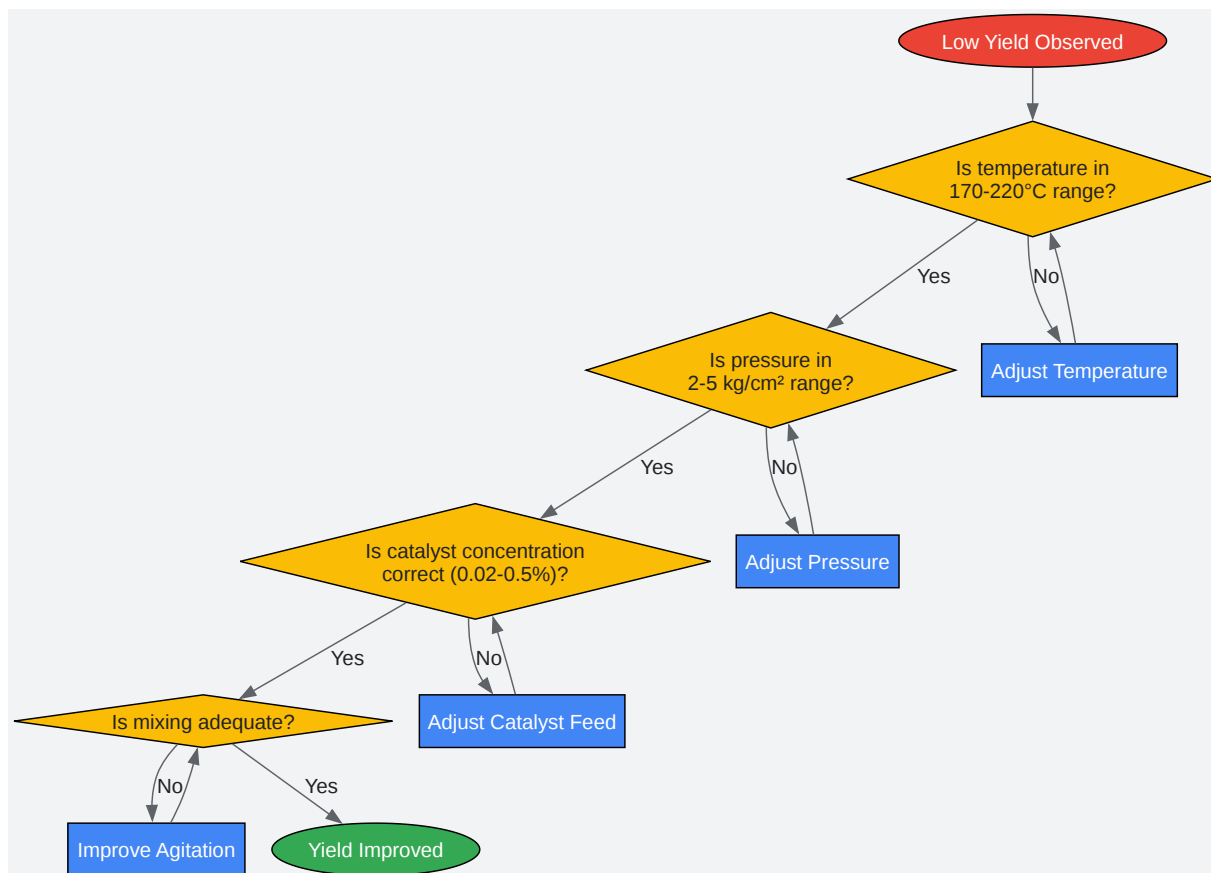 Low Yield Observed
Is temperature in
170-220°C range?
Yes
No
Adjust Temperature
Is pressure in
2-5 kg/cm² range?
Yes
No
Adjust Pressure
Is catalyst concentration
correct (0.02-0.5%)?
Yes
No
Adjust Catalyst Feed
Is mixing adequate?
No
Yes
Improve Agitation
Yield Improved